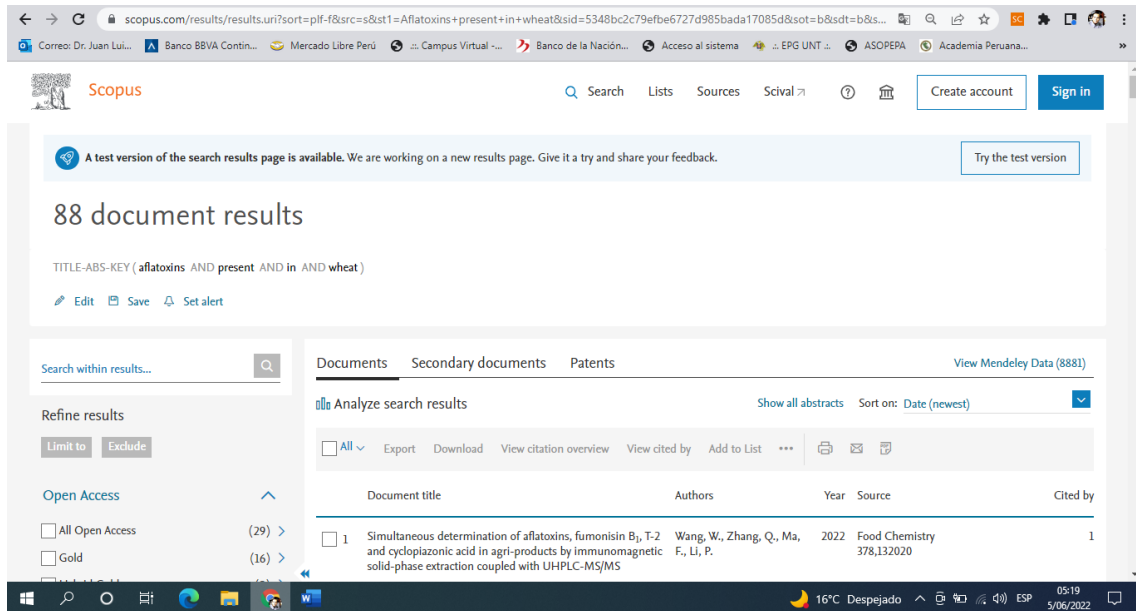 scopus.com/results/results.uri?sort=plf-f&src=s&st1=Aflatoxins+present+in+wheat&sid=5348bc2c79efbe6727d985bada17085d&sot=b&sdt=b&s...
Correo: Dr. Juan Lui... Banco BBVA Contin... Mercado Libre Perú .::. Campus Virtual -... Banco de la Nación... Acceso al sistema .:. EPG UNT .:. ASOPEPA Academia Peruana... »
Scopus Search Lists Sources Scival Create account Sign in
A test version of the search results page is available. We are working on a new results page. Give it a try and share your feedback. Try the test version
88 document results
TITLE-ABS-KEY ( aflatoxins AND present AND in AND wheat )
Edit Save Set alert
Search within results...
Refine results
Limit to Exclude
Open Access
All Open Access (29)
Gold (16)
Documents Secondary documents Patents View Mendeley Data (8881)
Analyze search results Show all abstracts Sort on: Date (newest)
All Export Download View citation overview View cited by Add to List •••
Document title Authors Year Source Cited by
1 Simultaneous determination of aflatoxins, fumonisin B₁, T-2 Wang, W., Zhang, Q., Ma, 2022 Food Chemistry 1
and cyclopiazonic acid in agri-products by immunomagnetic F., Li, P. 378,132020
solid-phase extraction coupled with UHPLC-MS/MS
16°C Despejado ESP 05:19
5/06/2022